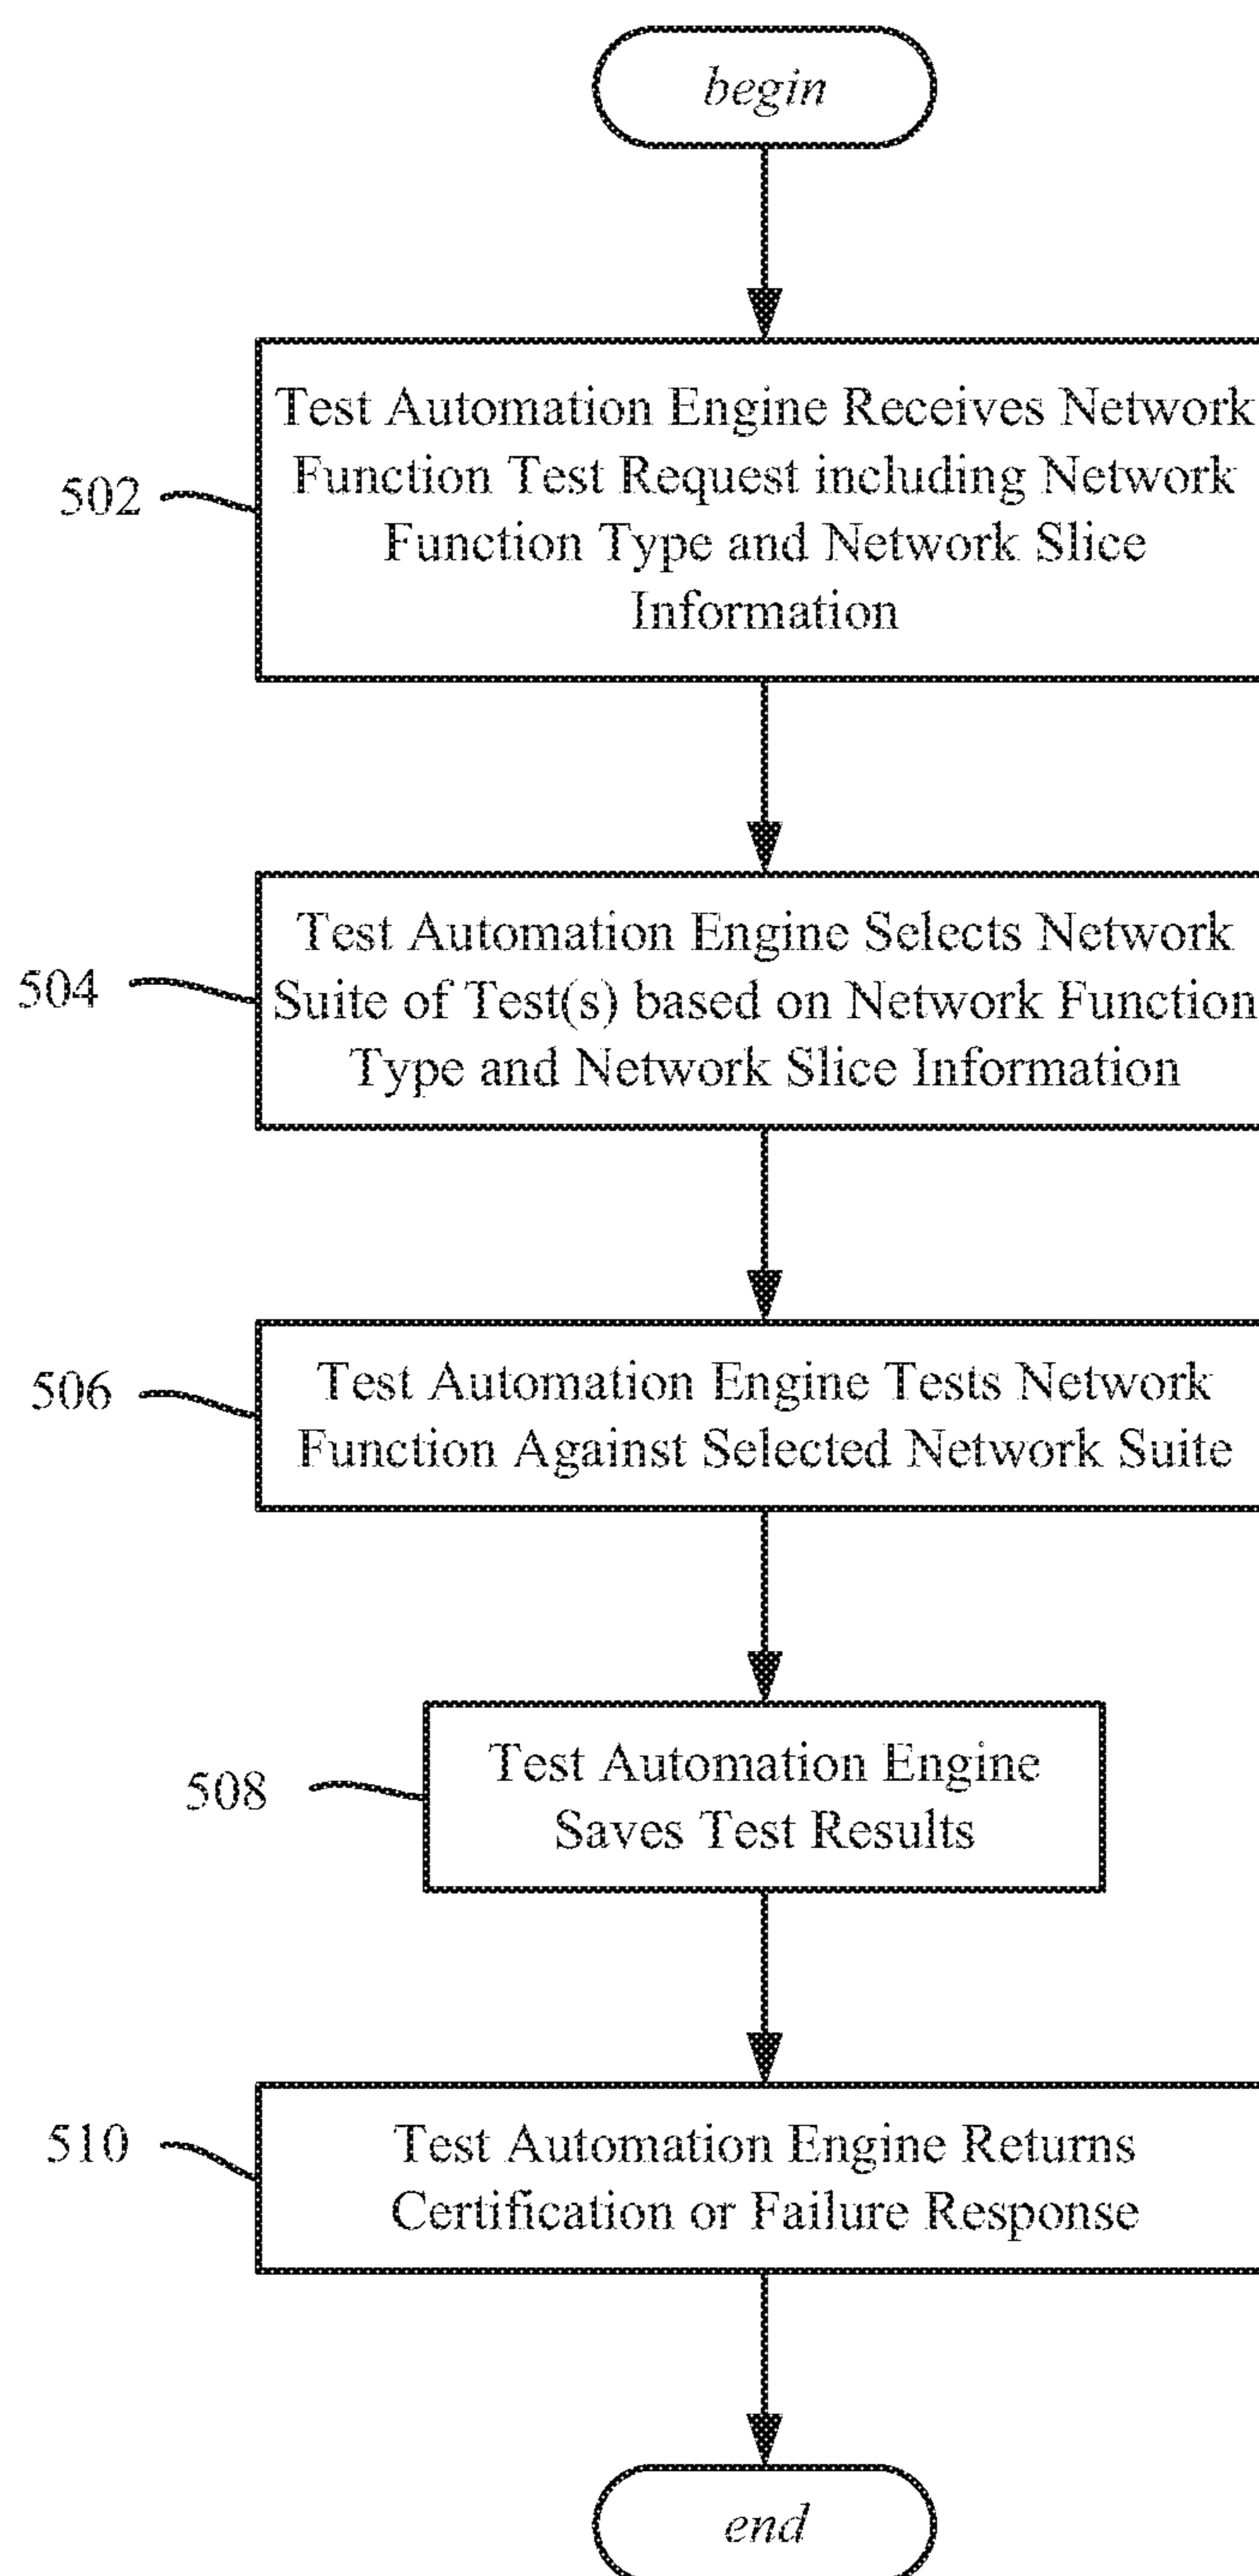 begin
Test Automation Engine Receives Network
Function Test Request including Network
Function Type and Network Slice
Information
502
Test Automation Engine Selects Network
Suite of Test(s) based on Network Function
Type and Network Slice Information
504
Test Automation Engine Tests Network
Function Against Selected Network Suite
506
Test Automation Engine
Saves Test Results
508
Test Automation Engine Returns
Certification or Failure Response
510
end